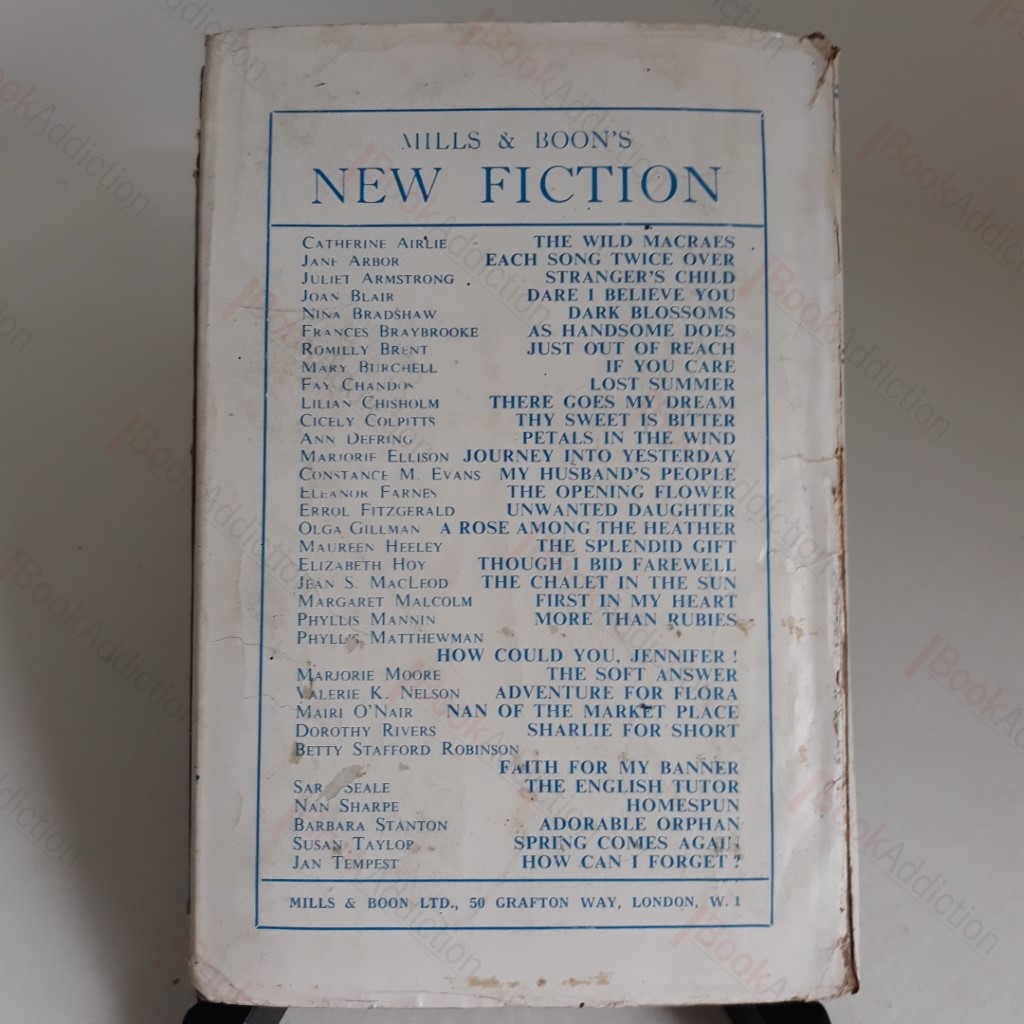 MILLS & BOON'S
NEW FICTION
CATHERINE AIRLIE THE WILD MACRAES
JANE ARBOR EACH SONG TWICE OVER
JULIET ARMSTRONG STRANGER'S CHILD
JOAN BLAIR DARE I BELIEVE YOU
NINA BRADSHAW DARK BLOSSOMS
FRANCES BRAYBROOKE AS HANDSOME DOES
ROMILLY BRENT JUST OUT OF REACH
MARY BURCHELL IF YOU CARE
FAY CHANDOS LOST SUMMER
LILIAN CHISHOLM THERE GOES MY DREAM
CICELY COLPITTS THY SWEET IS BITTER
ANN DEERING PETALS IN THE WIND
MARJORIE ELLISON JOURNEY INTO YESTERDAY
CONSTANCE M. EVANS MY HUSBAND'S PEOPLE
ELEANOR FARNES THE OPENING FLOWER
ERROL FITZGERALD UNWANTED DAUGHTER
OLGA GILLMAN A ROSE AMONG THE HEATHER
MAUREEN HEELEY THE SPLENDID GIFT
ELIZABETH HOY THOUGH I BID FAREWELL
JEAN S. MACLEOD THE CHALET IN THE SUN
MARGARET MALCOLM FIRST IN MY HEART
PHYLLIS MANNIN MORE THAN RUBIES
PHYLLIS MATTHEWMAN
HOW COULD YOU, JENNIFER !
MARJORIE MOORE THE SOFT ANSWER
VALERIE K. NELSON ADVENTURE FOR FLORA
MAIRI O'NAIR NAN OF THE MARKET PLACE
DOROTHY RIVERS SHARLIE FOR SHORT
BETTY STAFFORD ROBINSON
FAITH FOR MY BANNER
SARA SEALE THE ENGLISH TUTOR
NAN SHARPE HOMESPUN
BARBARA STANTON ADORABLE ORPHAN
SUSAN TAYLOR SPRING COMES AGAIN
JAN TEMPEST HOW CAN I FORGET ?
MILLS & BOON LTD., 50 GRAFTON WAY, LONDON, W. 1
BookAddiction